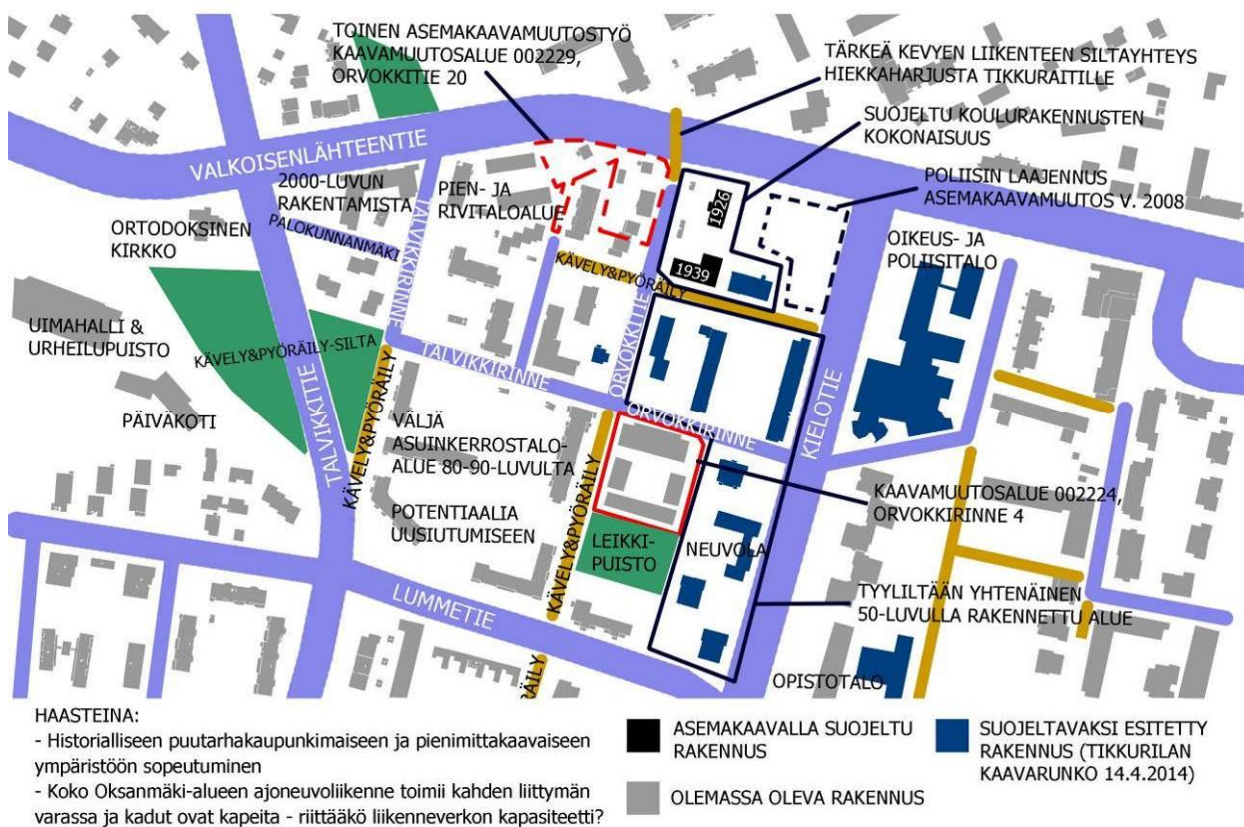 TOINEN ASEMAKAAVAMUUTOSTYÖ
KAAVAMUUTOSALUE 002229,
ORVOKKITIE 20
TÄRKEÄ KEVYEN LIIKENTEEN SILTAYHTEYS
HIEKKAHARJUSTA TIKKURAITILLE
SUOJELTU KOULURAKENNUSTEN
KOKONAISUUS
POLIISIN LAAJENNUS
ASEMAKAAVAMUUTOS V. 2008
VALKOISENLÄHTEENTIE
2000-LUVUN
RAKENTAMISTA
PIEN- JA
RIVITALOALUE
TALVIKKIRINNE
PALOKUNNANMÄKI
ORTODOKSINEN
KIRKKO
1926
1939
KÄVELY&PYÖRÄILY
OIKEUS- JA
POLIISITALO
UIMAHALLI &
URHEILUPUISTO
KÄVELY&PYÖRÄILY-SILTA
TALVIKKIRINNE
ORVOKKITIE
ORVOKKIRINNE
KIELOTIE
PÄIVÄKOTI
TALVIKKITIE
KÄVELY&PYÖRÄILY
VÄLJÄ
ASUINKERROSTALO-
ALUE 80-90-LUVULTA
POTENTIAALIA
UUSIUTUMISEEN
KÄVELY&PYÖRÄILY
LEIKKI-
PUISTO
NEUVOLA
KAAVAMUUTOSALUE 002224,
ORVOKKIRINNE 4
TYYLILTÄÄN YHTENÄINEN
50-LUVULLA RAKENNETTU ALUE
LUMMETIE
OPISTOTALO
RÄILY
HAASTEINA:
- Historialliseen puutarhakaupunkimaiseen ja pienimittakaavaiseen
ympäristöön sopeutuminen
- Koko Oksanmäki-alueen ajoneuvoliikenne toimii kahden liittymän
varassa ja kadut ovat kapeita - riittääkö liikenneverkon kapasiteetti?
ASEMAKAAVALLA SUOJELTU
RAKENNUS
OLEMASSA OLEVA RAKENNUS
SUOJELTAVAKSI ESITETTY
RAKENNUS (TIKKURILAN
KAAVARUNKO 14.4.2014)